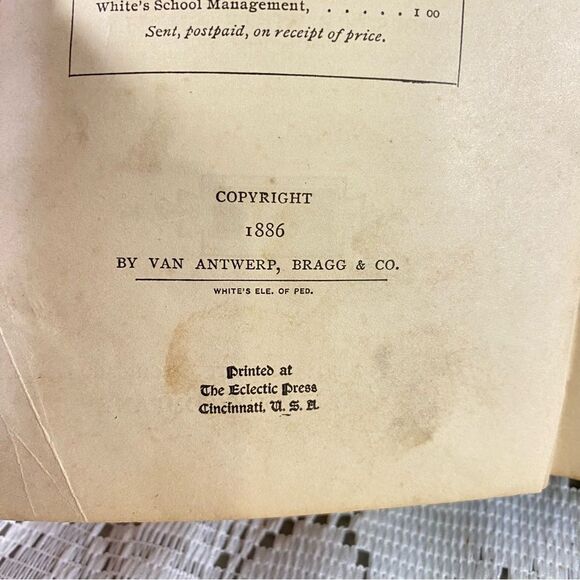 White's School Management, . . . . . 1 00
Sent, postpaid, on receipt of price.
COPYRIGHT
1886
BY VAN ANTWERP, BRAGG & CO.
WHITE'S ELE. OF PED.
Printed at
The Eclectic Press
Cincinnati, U. S. A.